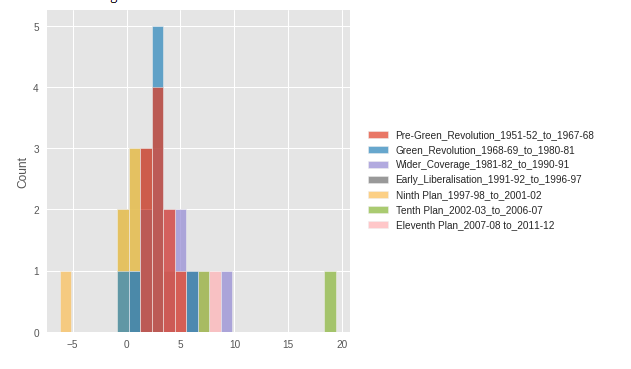 5
4
3
2
1
0
Count
−5
0
5
10
15
20
Pre-Green_Revolution_1951-52_to_1967-68
Green_Revolution_1968-69_to_1980-81
Wider_Coverage_1981-82_to_1990-91
Early_Liberalisation_1991-92_to_1996-97
Ninth Plan_1997-98_to_2001-02
Tenth Plan_2002-03_to_2006-07
Eleventh Plan_2007-08 to_2011-12